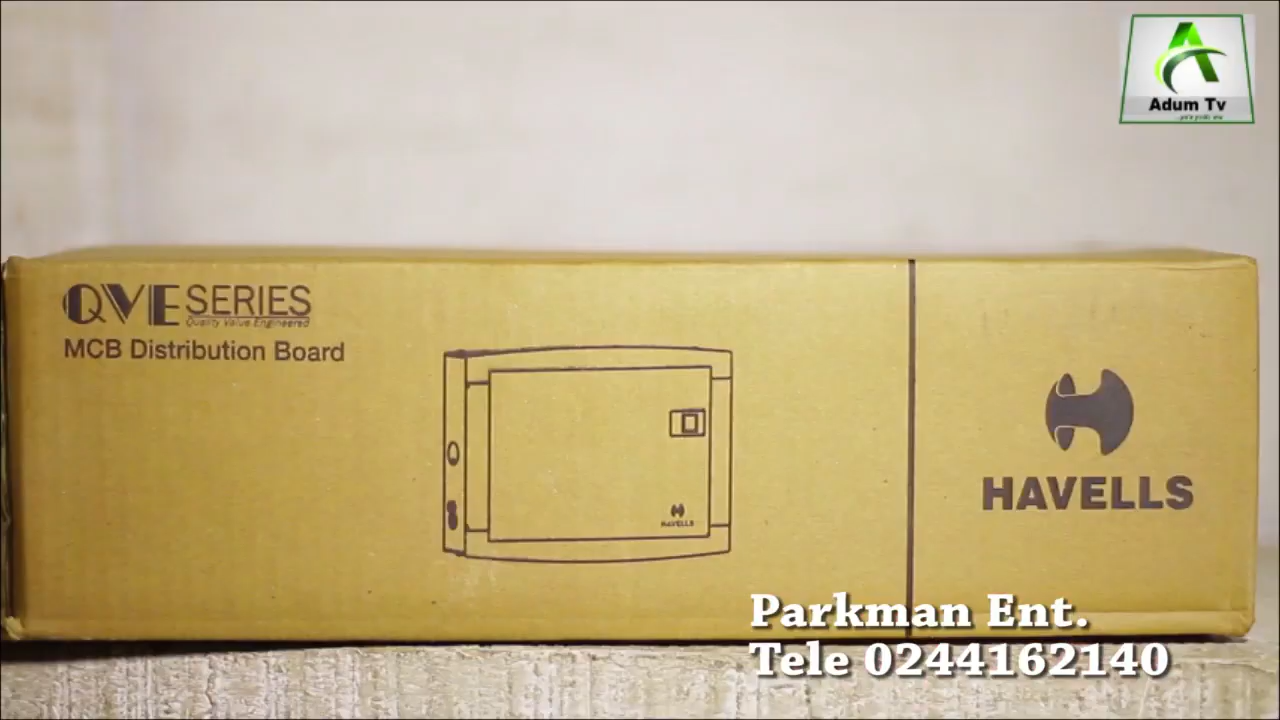 Adum Tv
QVE SERIES
Quality Value Engineered
MCB Distribution Board
HAVELLS
HAVELLS
Parkman Ent.
Tele 0244162140